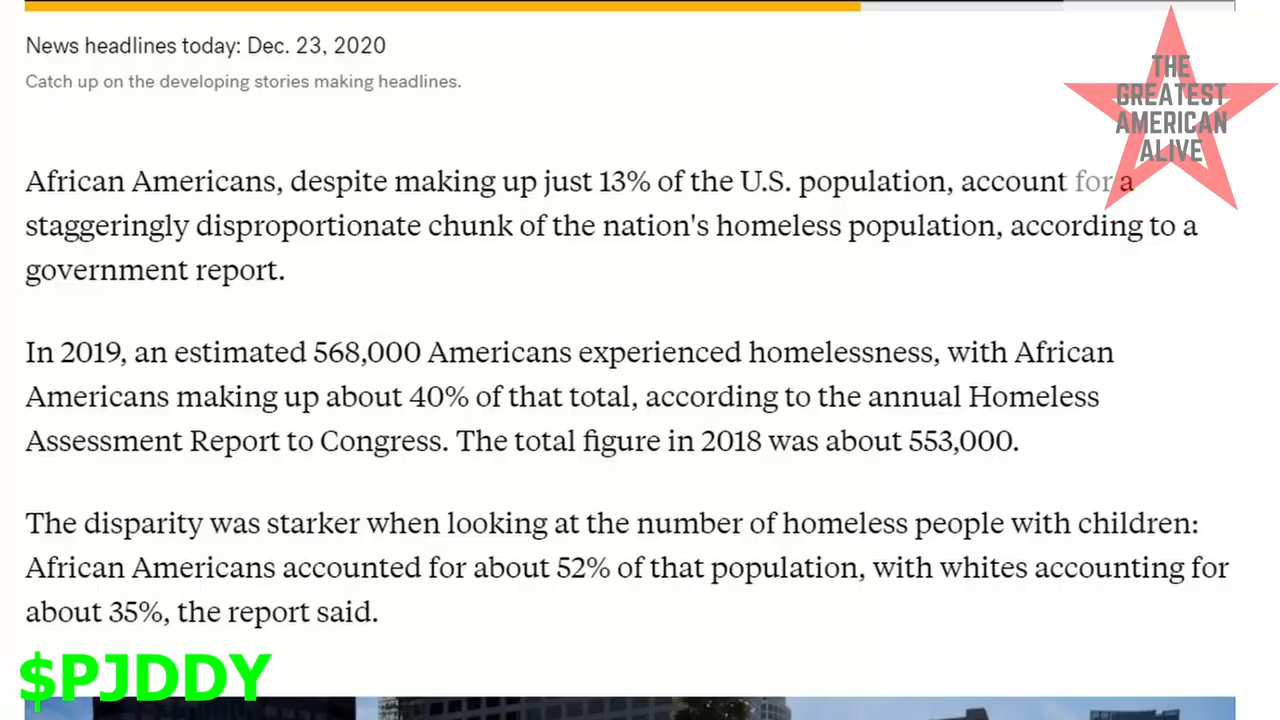 News headlines today: Dec. 23, 2020
Catch up on the developing stories making headlines.
THE
GREATEST
AMERICAN
ALIVE
African Americans, despite making up just 13% of the U.S. population, account for a
staggeringly disproportionate chunk of the nation's homeless population, according to a
government report.
In 2019, an estimated 568,000 Americans experienced homelessness, with African
Americans making up about 40% of that total, according to the annual Homeless
Assessment Report to Congress. The total figure in 2018 was about 553,000.
The disparity was starker when looking at the number of homeless people with children:
African Americans accounted for about 52% of that population, with whites accounting for
about 35%, the report said.
$PJDDY